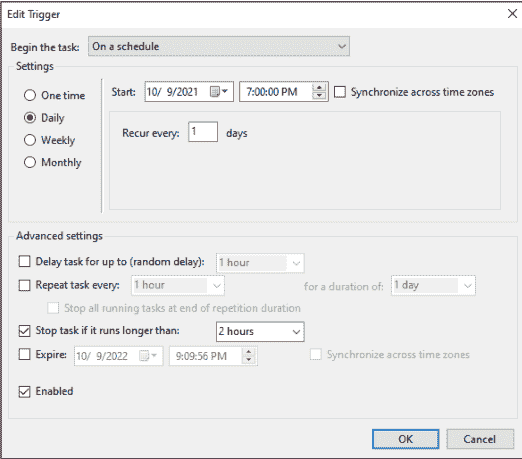 Edit Trigger
Begin the task: On a schedule
Settings
One time
Start: 10/ 9/2021 7:00:00 PM Synchronize across time zones
Daily
Recur every: 1 days
Weekly
Monthly
Advanced settings
Delay task for up to (random delay): 1 hour
Repeat task every: 1 hour for a duration of: 1 day
Stop all running tasks at end of repetition duration
Stop task if it runs longer than: 2 hours
Expire: 10/ 9/2022 9:09:56 PM Synchronize across time zones
Enabled
OK Cancel